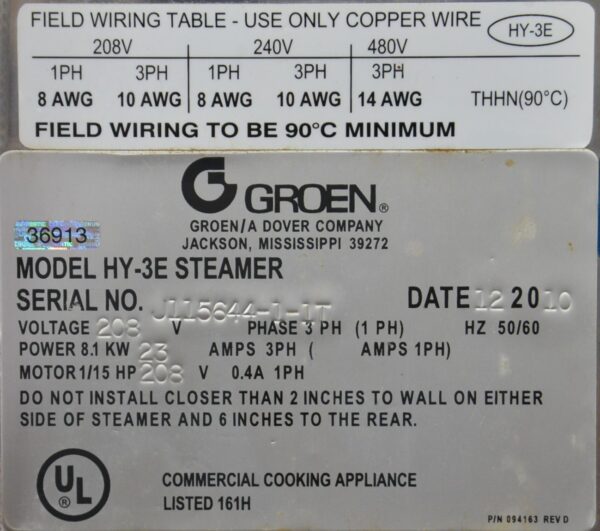 FIELD WIRING TABLE - USE ONLY COPPER WIRE HY-3E
208V 240V 480V
1PH 3PH 1PH 3PH 3PH
8 AWG 10 AWG 8 AWG 10 AWG 14 AWG THHN(90°C)
FIELD WIRING TO BE 90°C MINIMUM
G GROEN®
GROEN/A DOVER COMPANY
JACKSON, MISSISSIPPI 39272
36913
MODEL HY-3E STEAMER
SERIAL NO. J115644-1-1T DATE 12 2010
VOLTAGE 208 V PHASE 3 PH (1 PH) HZ 50/60
POWER 8.1 KW 23 AMPS 3PH ( AMPS 1PH)
MOTOR 1/15 HP 208 V 0.4A 1PH
DO NOT INSTALL CLOSER THAN 2 INCHES TO WALL ON EITHER
SIDE OF STEAMER AND 6 INCHES TO THE REAR.
UL®
COMMERCIAL COOKING APPLIANCE
LISTED 161H
P/N 094163 REV D